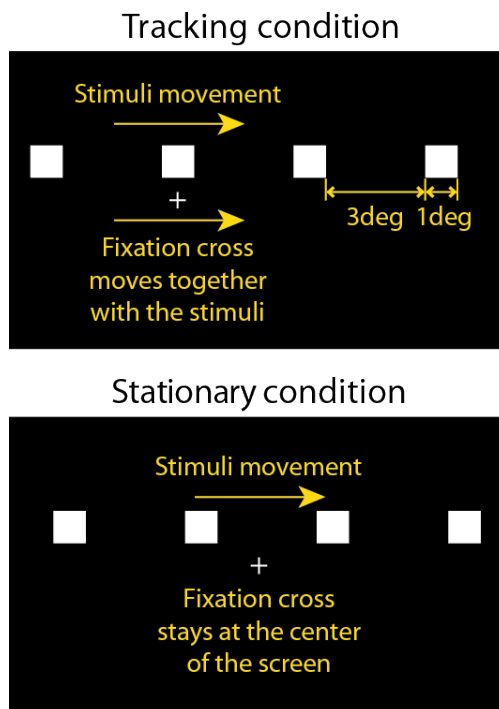 Tracking condition
Stimuli movement
3deg 1deg
Fixation cross
moves together
with the stimuli
Stationary condition
Stimuli movement
Fixation cross
stays at the center
of the screen